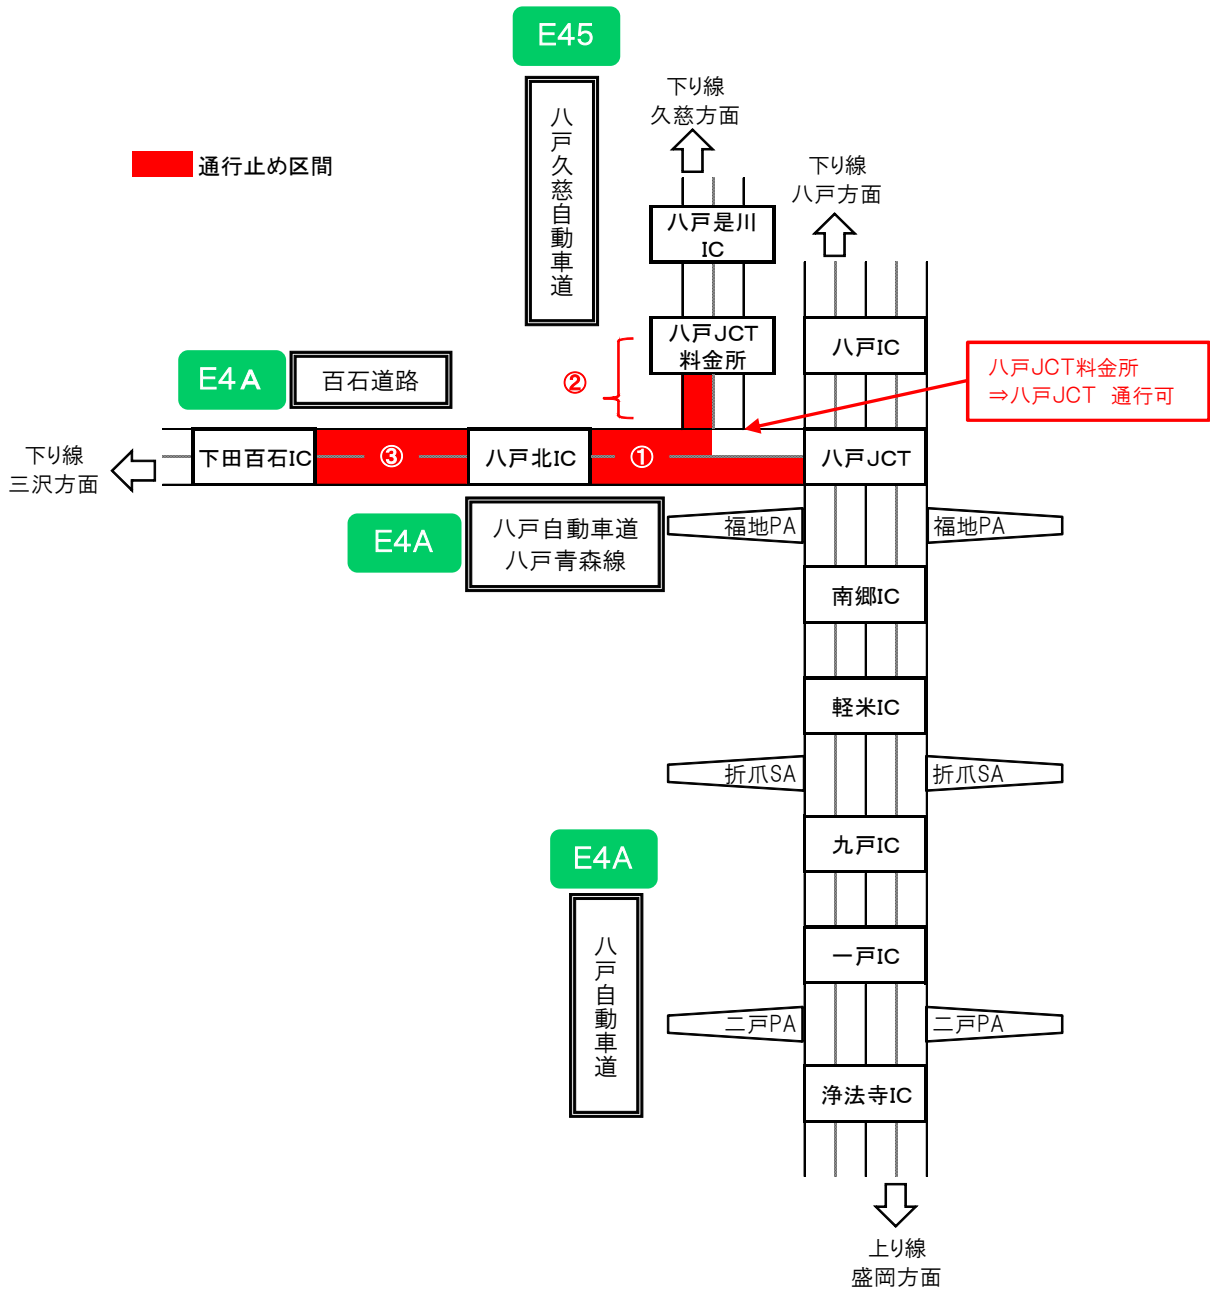 E45
八戸久慈自動車道
下り線
久慈方面
下り線
八戸方面
通行止め区間
八戸是川
IC
八戸JCT
料金所
八戸IC
八戸JCT料金所
⇒八戸JCT 通行可
②
E4A
百石道路
下り線
三沢方面
下田百石IC
③
八戸北IC
①
八戸JCT
E4A
八戸自動車道
八戸青森線
福地PA
福地PA
南郷IC
軽米IC
折爪SA
折爪SA
九戸IC
E4A
八戸自動車道
一戸IC
二戸PA
二戸PA
浄法寺IC
上り線
盛岡方面